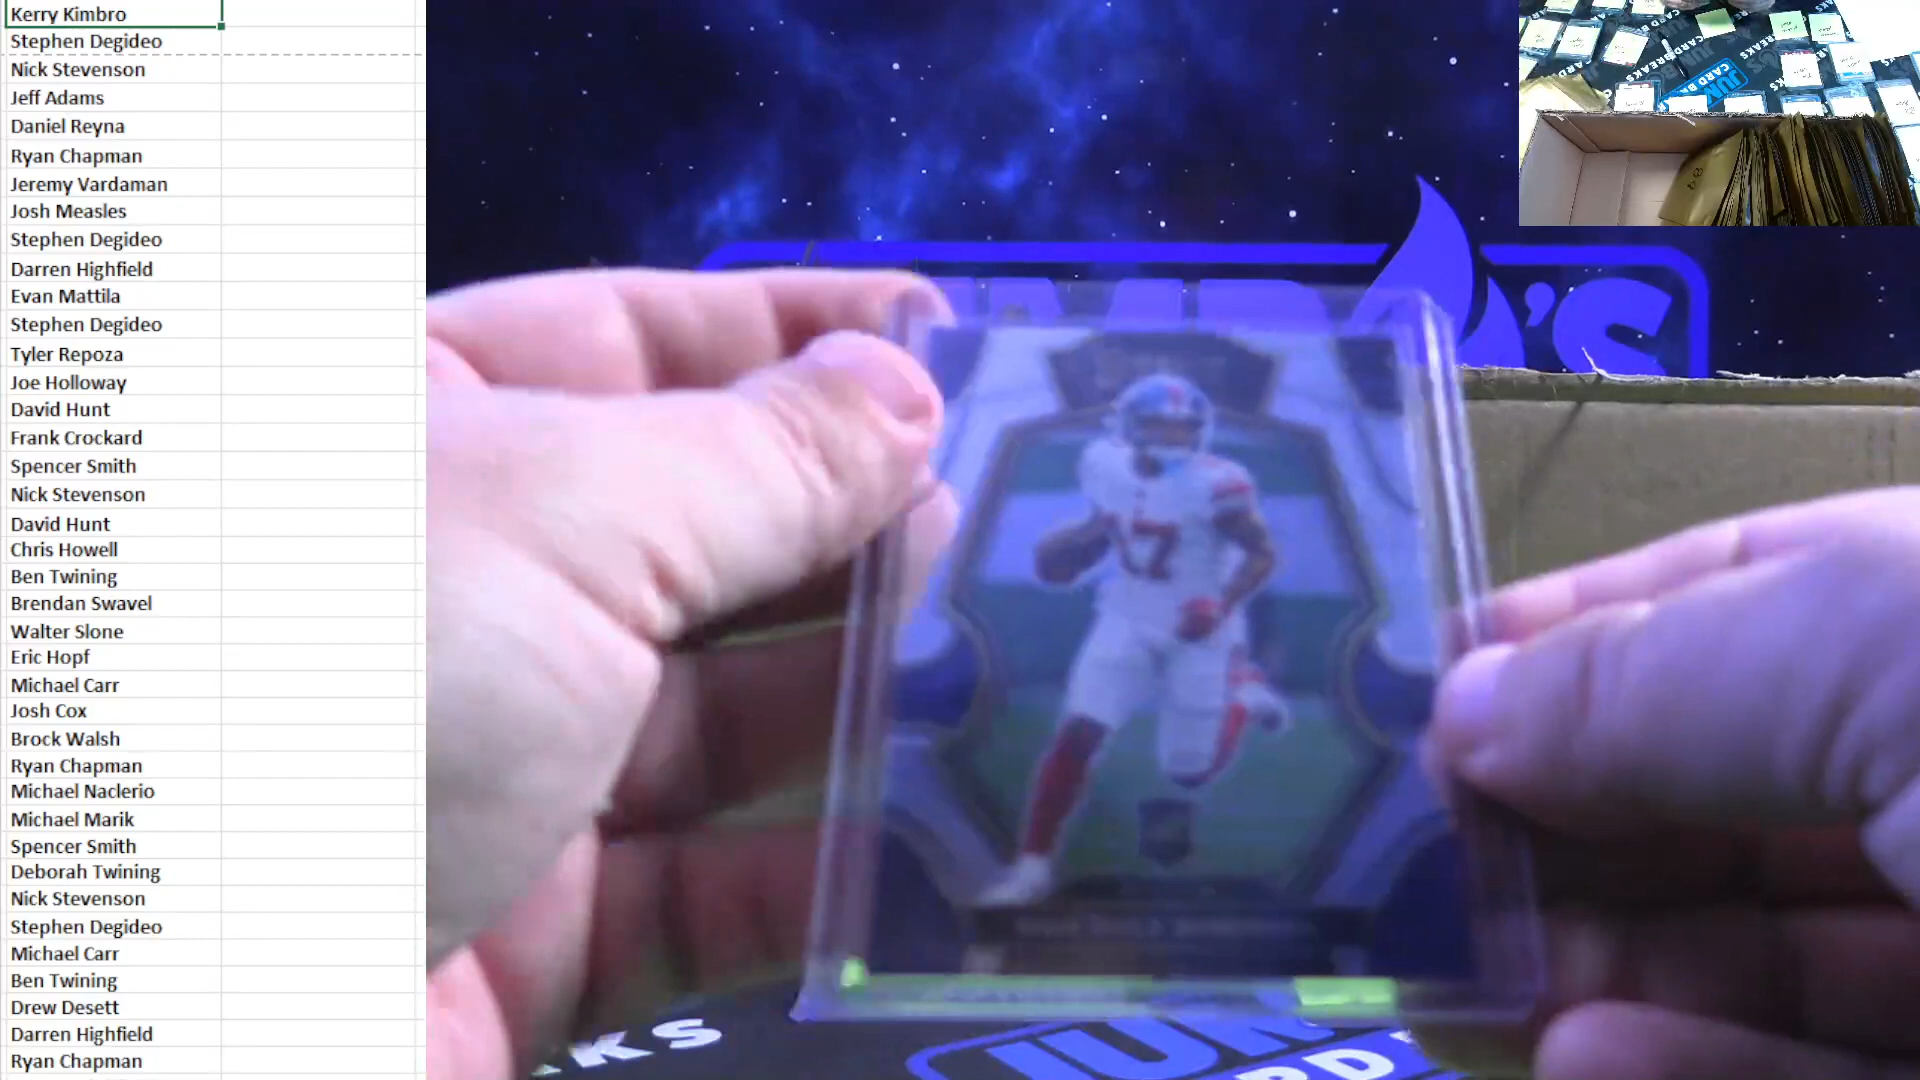 Kerry Kimbro
Stephen Degideo
Nick Stevenson
Jeff Adams
Daniel Reyna
Ryan Chapman
Jeremy Vardaman
Josh Measles
Stephen Degideo
Darren Highfield
Evan Mattila
Stephen Degideo
Tyler Repoza
Joe Holloway
David Hunt
Frank Crockard
Spencer Smith
Nick Stevenson
David Hunt
Chris Howell
Ben Twining
Brendan Swavel
Walter Slone
Eric Hopf
Michael Carr
Josh Cox
Brock Walsh
Ryan Chapman
Michael Naclerio
Michael Marik
Spencer Smith
Deborah Twining
Nick Stevenson
Stephen Degideo
Michael Carr
Ben Twining
Drew Desett
Darren Highfield
Ryan Chapman
'S
17
BREAKS
CARD